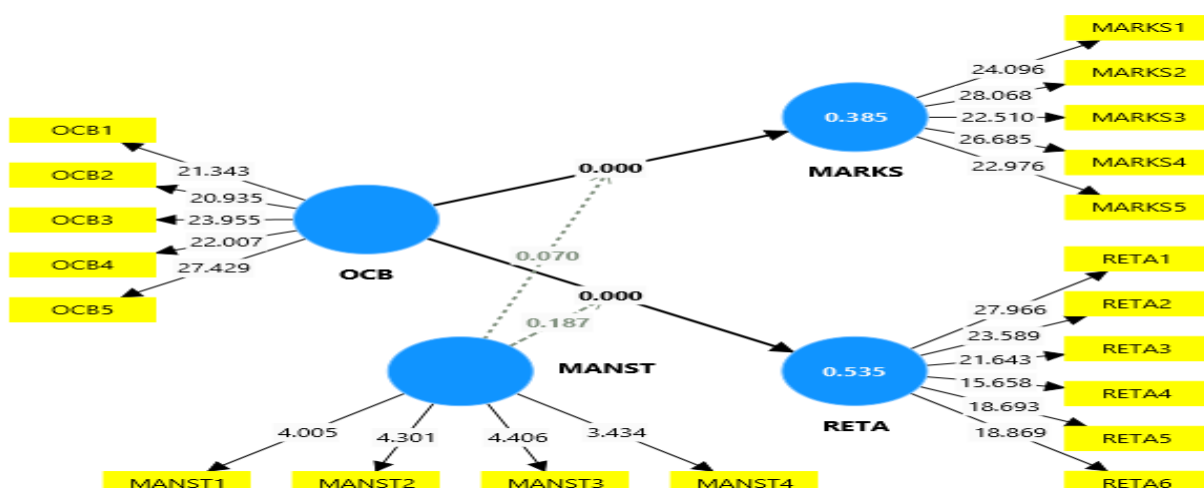 MARKS1
24.096
MARKS2
28.068
0.385
22.510
MARKS3
26.685
MARKS4
22.976
MARKS
MARKS5
OCB1
21.343
OCB2
20.935
OCB3
23.955
22.007
OCB4
27.429
OCB
OCB5
0.000
0.070
0.000
0.187
MANST
4.005
4.301
4.406
3.434
MANST1
MANST2
MANST3
MANST4
RETA1
27.966
RETA2
23.589
RETA3
21.643
0.535
15.658
RETA4
18.693
RETA
RETA5
18.869
RETA6